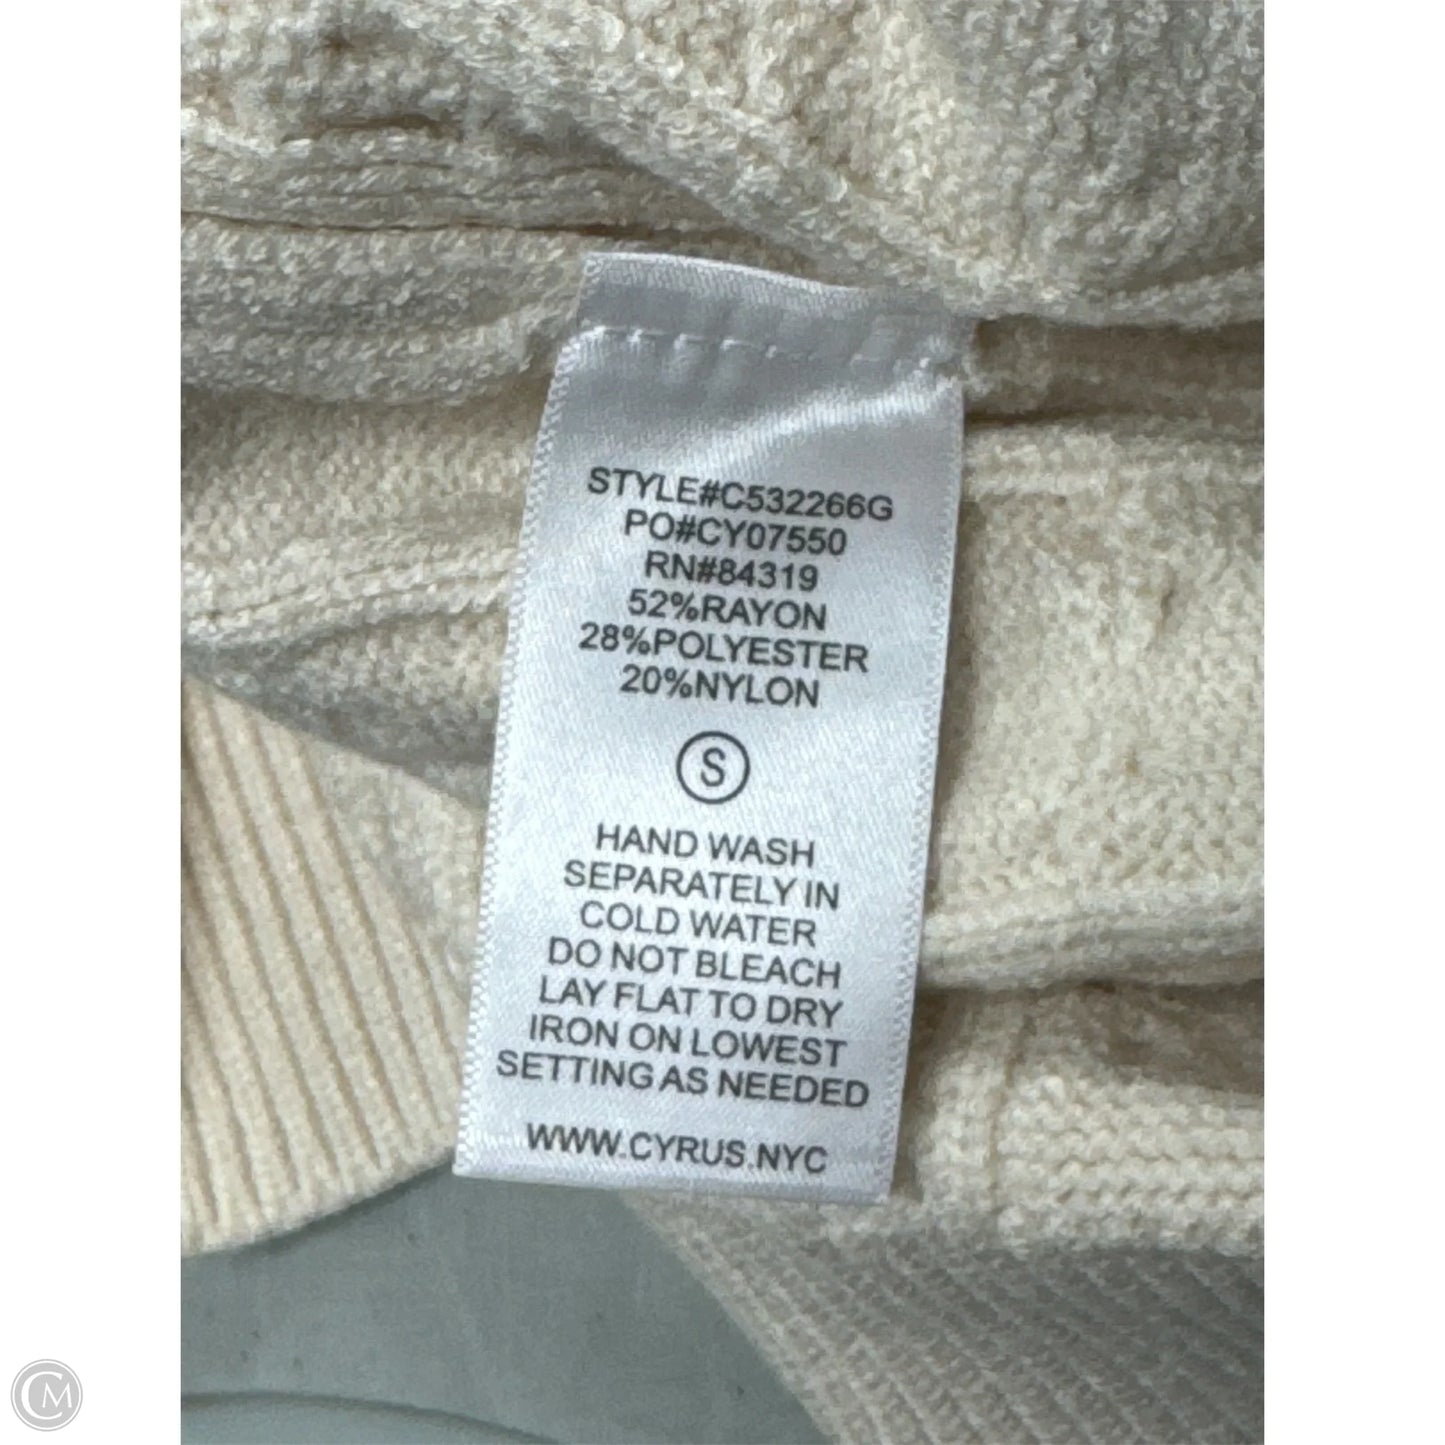 STYLE#C532266G
PO#CY07550
RN#84319
52%RAYON
28%POLYESTER
20%NYLON
S
HAND WASH
SEPARATELY IN
COLD WATER
DO NOT BLEACH
LAY FLAT TO DRY
IRON ON LOWEST
SETTING AS NEEDED
WWW.CYRUS.NYC
CM